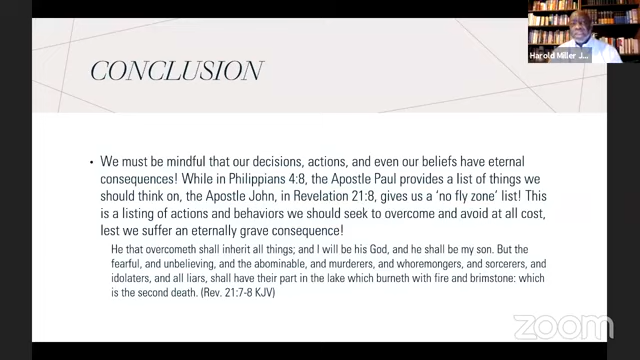 CONCLUSION
Harold Miller J...
• We must be mindful that our decisions, actions, and even our beliefs have eternal
consequences! While in Philippians 4:8, the Apostle Paul provides a list of things we
should think on, the Apostle John, in Revelation 21:8, gives us a ‘no fly zone’ list! This
is a listing of actions and behaviors we should seek to overcome and avoid at all cost,
lest we suffer an eternally grave consequence!
He that overcometh shall inherit all things; and I will be his God, and he shall be my son. But the
fearful, and unbelieving, and the abominable, and murderers, and whoremongers, and sorcerers, and
idolaters, and all liars, shall have their part in the lake which burneth with fire and brimstone: which
is the second death. (Rev. 21:7-8 KJV)
zoom